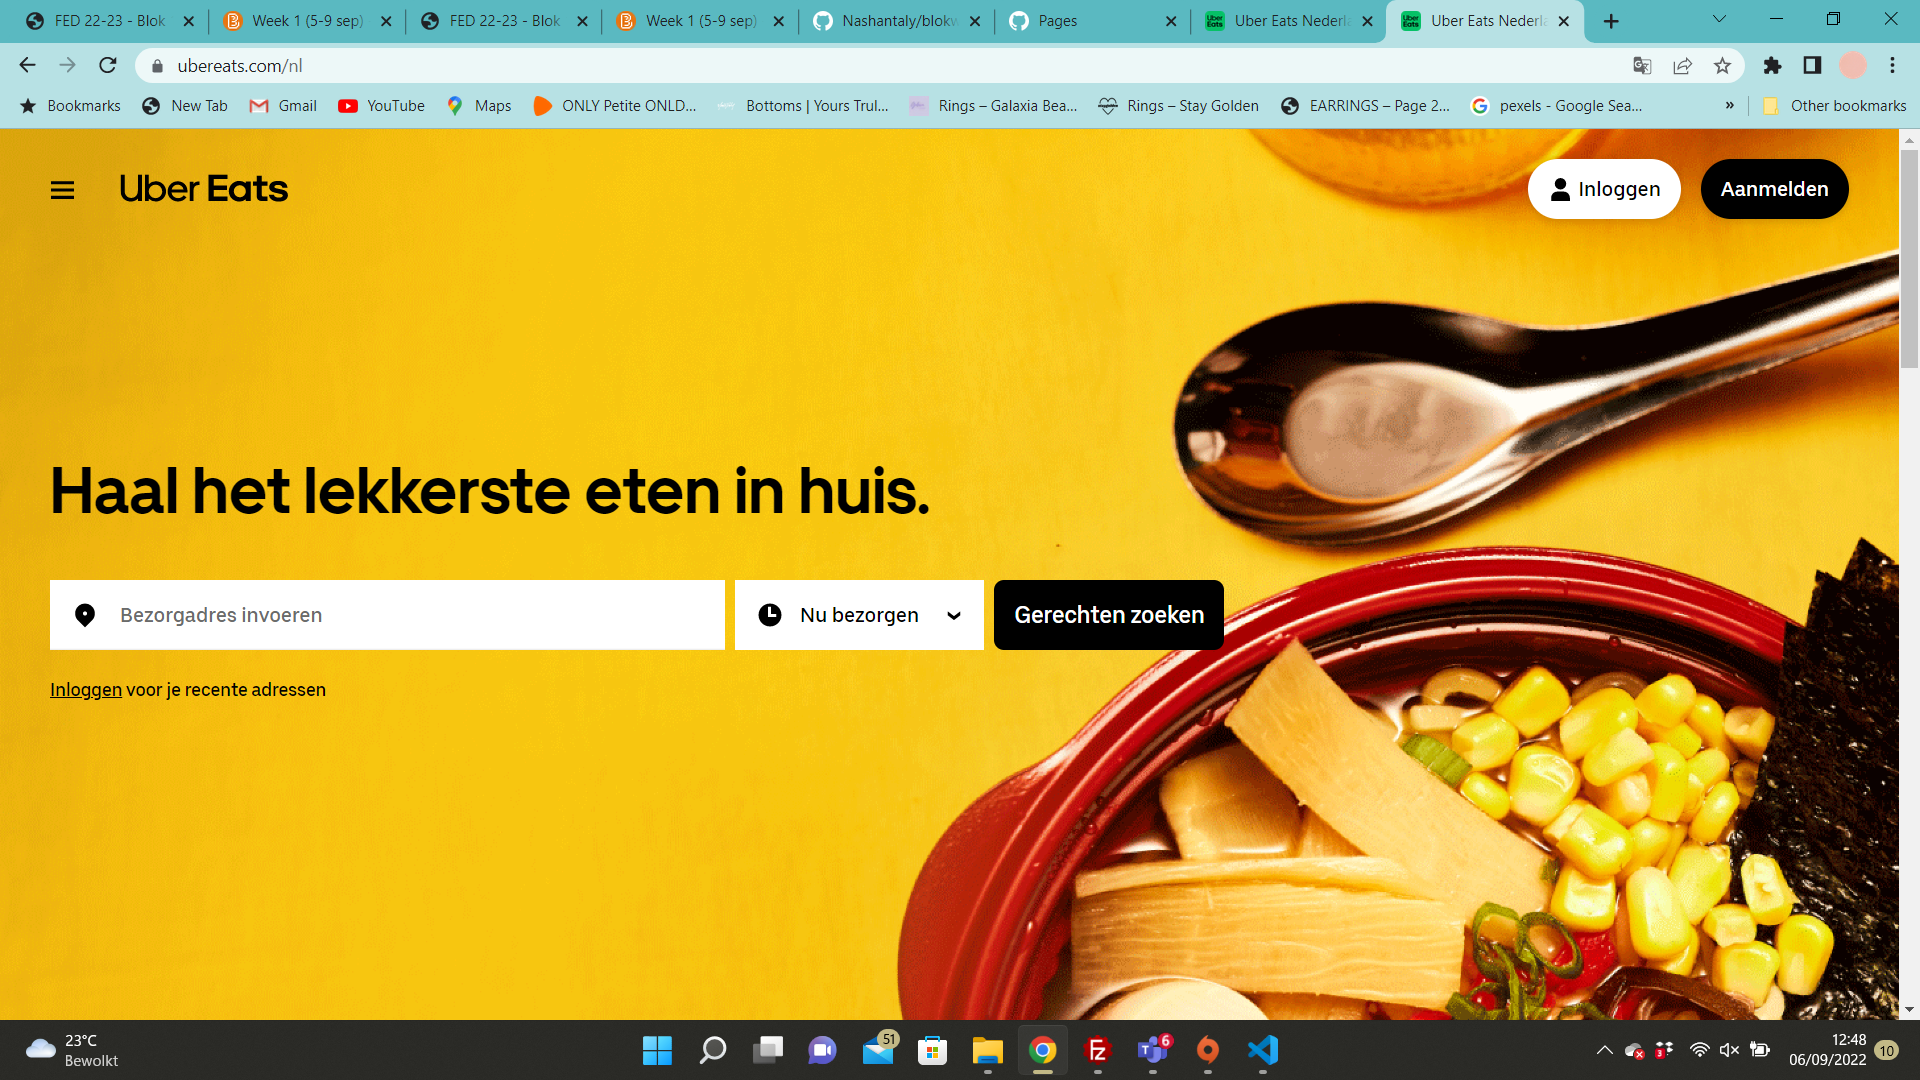 FED 22-23 - Blok
Week 1 (5-9 sep)
FED 22-23 - Blok
Week 1 (5-9 sep)
Nashantaly/blokw
Pages
Uber Eats Nederla
Uber Eats Nederla
ubereats.com/nl
Bookmarks
New Tab
Gmail
YouTube
Maps
ONLY Petite ONLD...
Bottoms | Yours Trul...
Rings – Galaxia Bea...
Rings – Stay Golden
EARRINGS – Page 2...
pexels - Google Sea...
»
Other bookmarks
Uber Eats
Inloggen
Aanmelden
Haal het lekkerste eten in huis.
Bezorgadres invoeren
Nu bezorgen
Gerechten zoeken
Inloggen voor je recente adressen
23°C
Bewolkt
51
6
3
12:48
06/09/2022
10